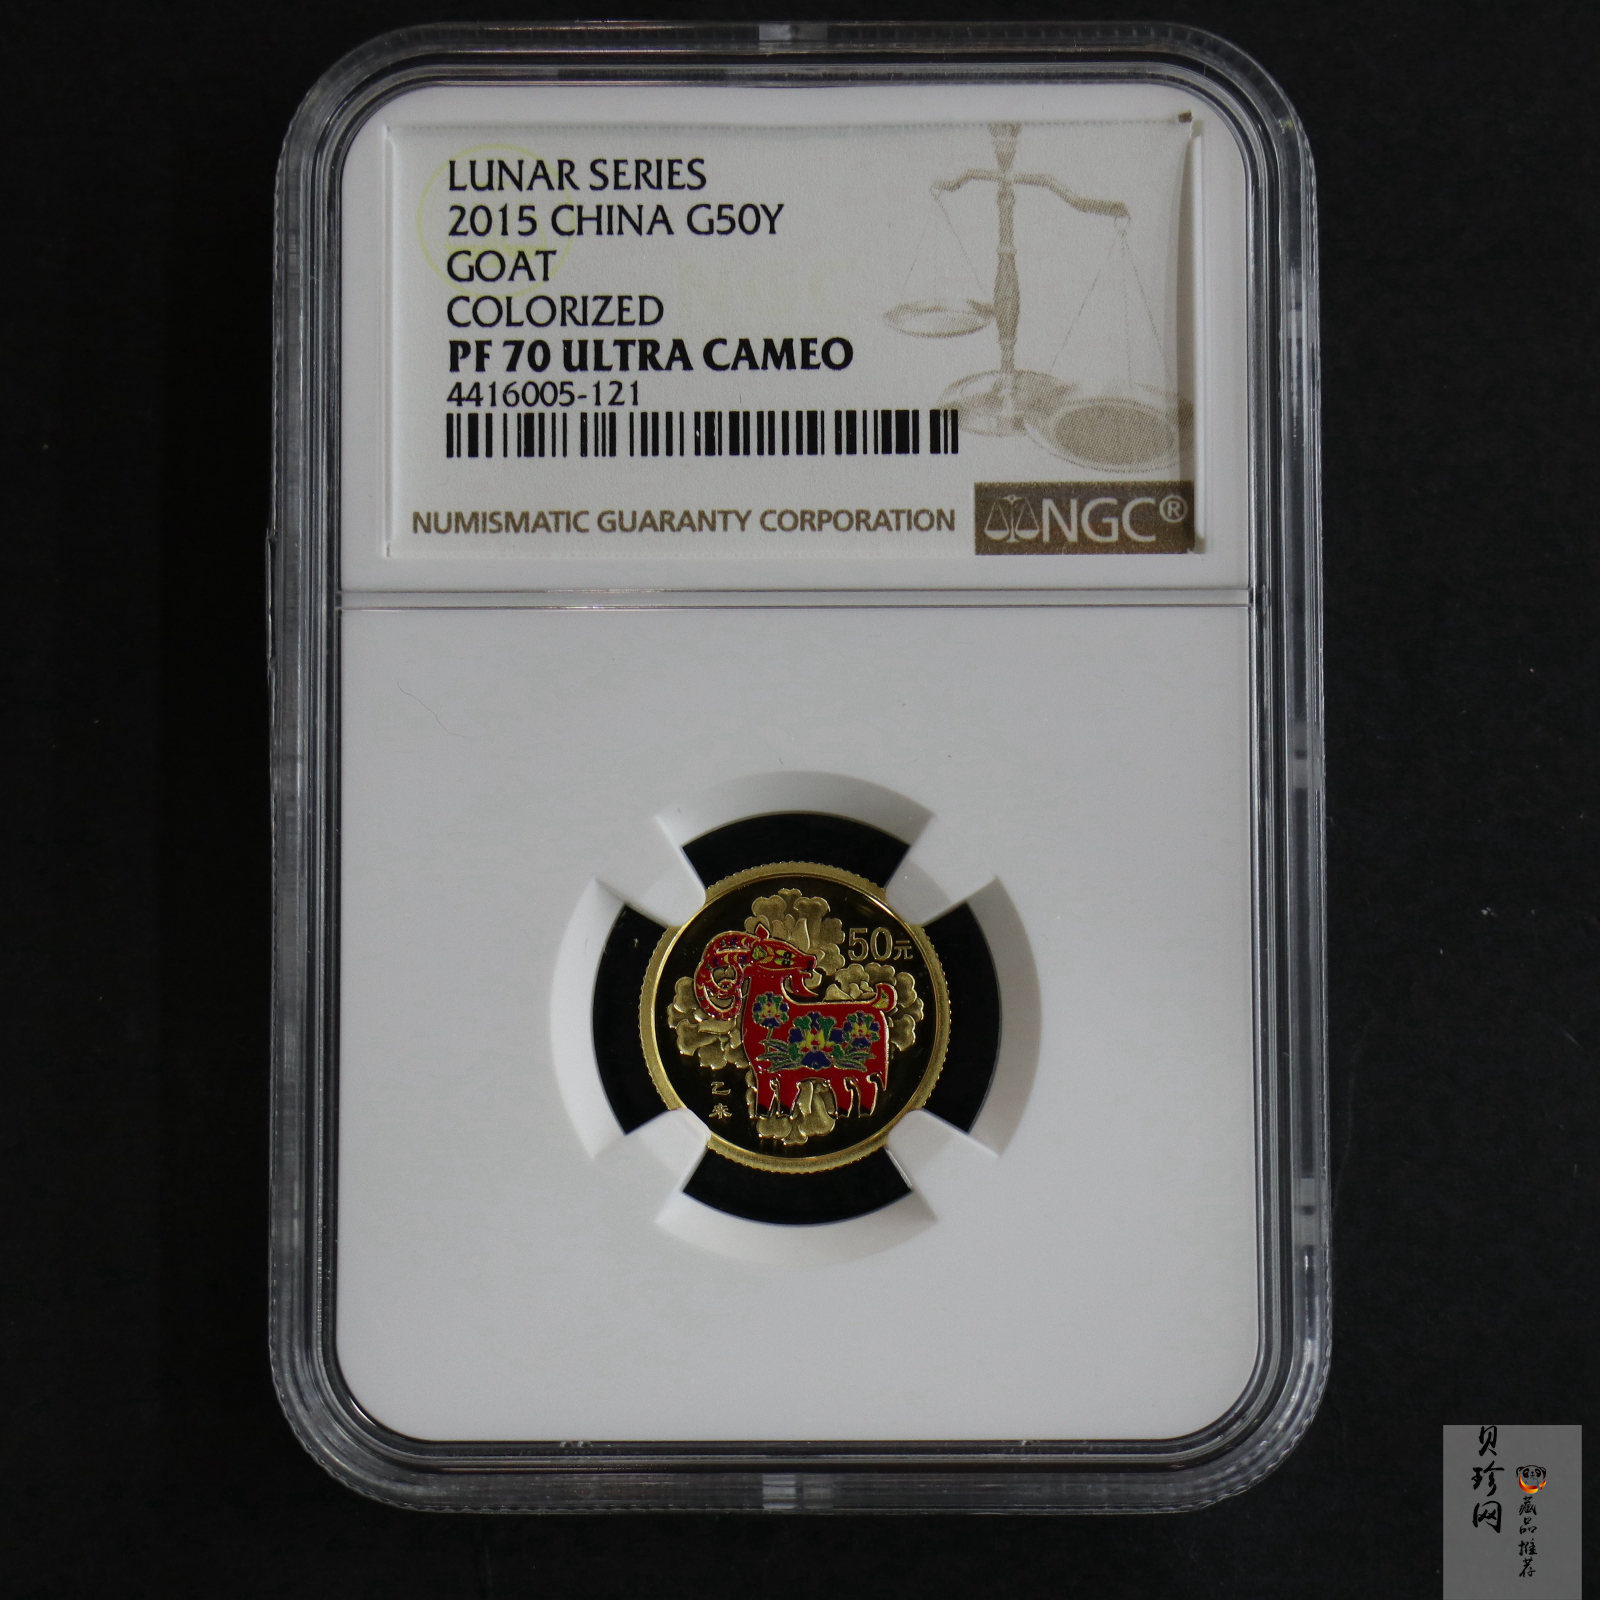 LUNAR SERIES
2015 CHINA G50Y
GOAT
COLORIZED
PF 70 ULTRA CAMEO
4416005-121
NUMISMATIC GUARANTY CORPORATION
NGC®
50元
乙
未
贝珍网
藏品推荐